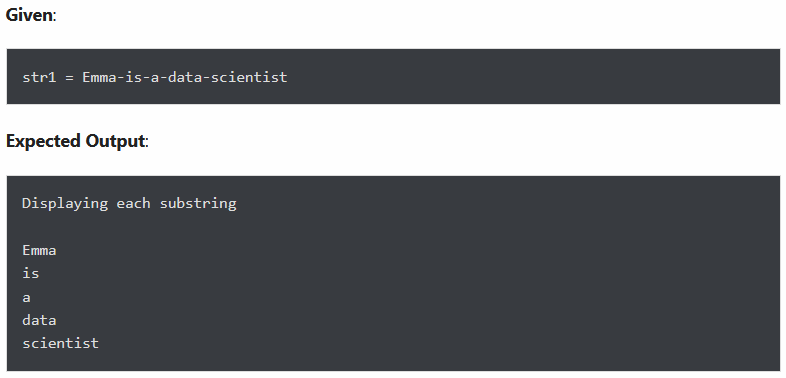 Given:
str1 = Emma-is-a-data-scientist
Expected Output:
Displaying each substring
Emma
is
a
data
scientist